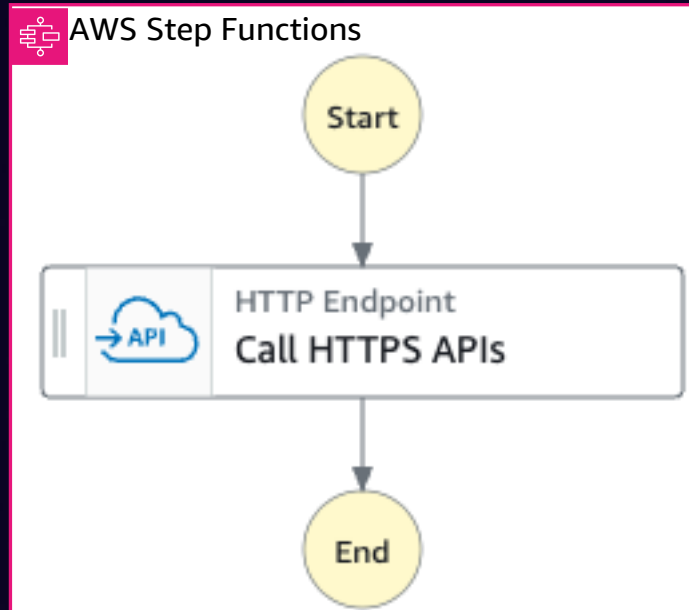 AWS Step Functions
Start
HTTP Endpoint
API
Call HTTPS APIs
End